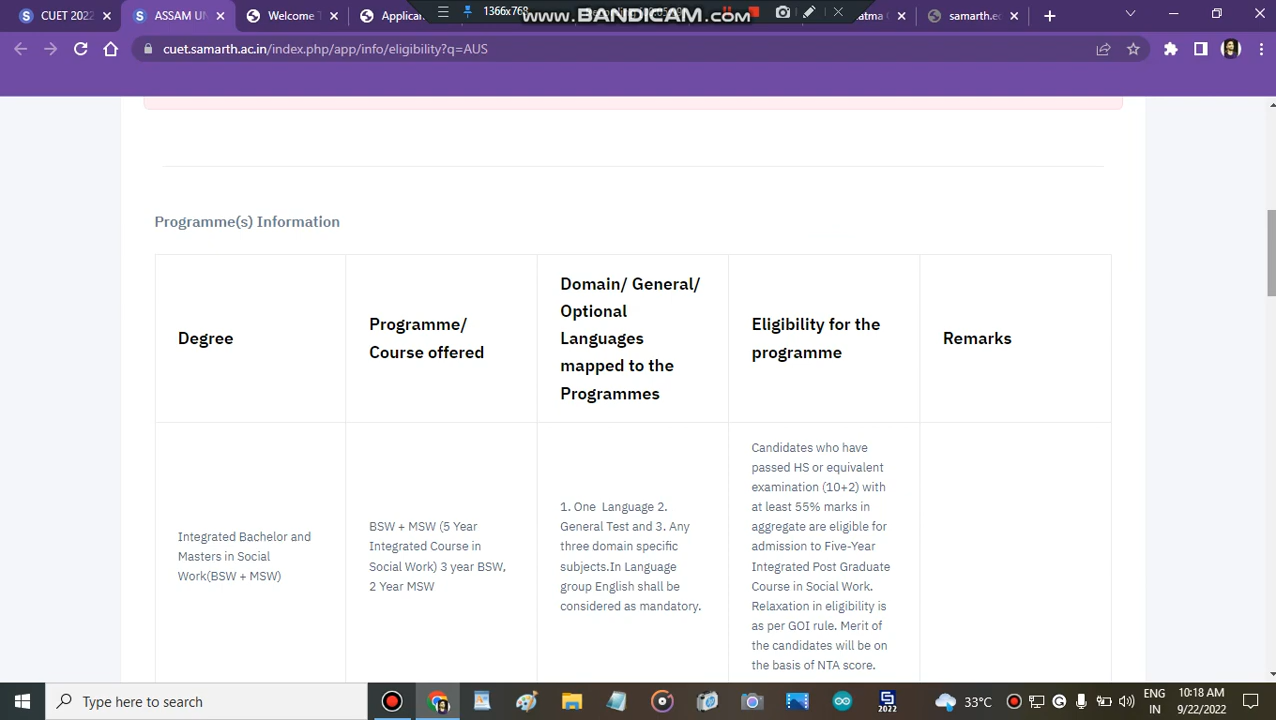 CUET 2022
ASSAM UN
Welcome T
Applicat
1366x768
www.BANDICAM.com
atma C
samarth.ec
cuet.samarth.ac.in/index.php/app/info/eligibility?q=AUS
Programme(s) Information
Degree
Programme/
Course offered
Domain/ General/
Optional
Languages
mapped to the
Programmes
Eligibility for the
programme
Remarks
Integrated Bachelor and
Masters in Social
Work(BSW + MSW)
BSW + MSW (5 Year
Integrated Course in
Social Work) 3 year BSW,
2 Year MSW
1. One Language 2.
General Test and 3. Any
three domain specific
subjects.In Language
group English shall be
considered as mandatory.
Candidates who have
passed HS or equivalent
examination (10+2) with
at least 55% marks in
aggregate are eligible for
admission to Five-Year
Integrated Post Graduate
Course in Social Work.
Relaxation in eligibility is
as per GOI rule. Merit of
the candidates will be on
the basis of NTA score.
Type here to search
2022
33°C
ENG
IN
10:18 AM
9/22/2022